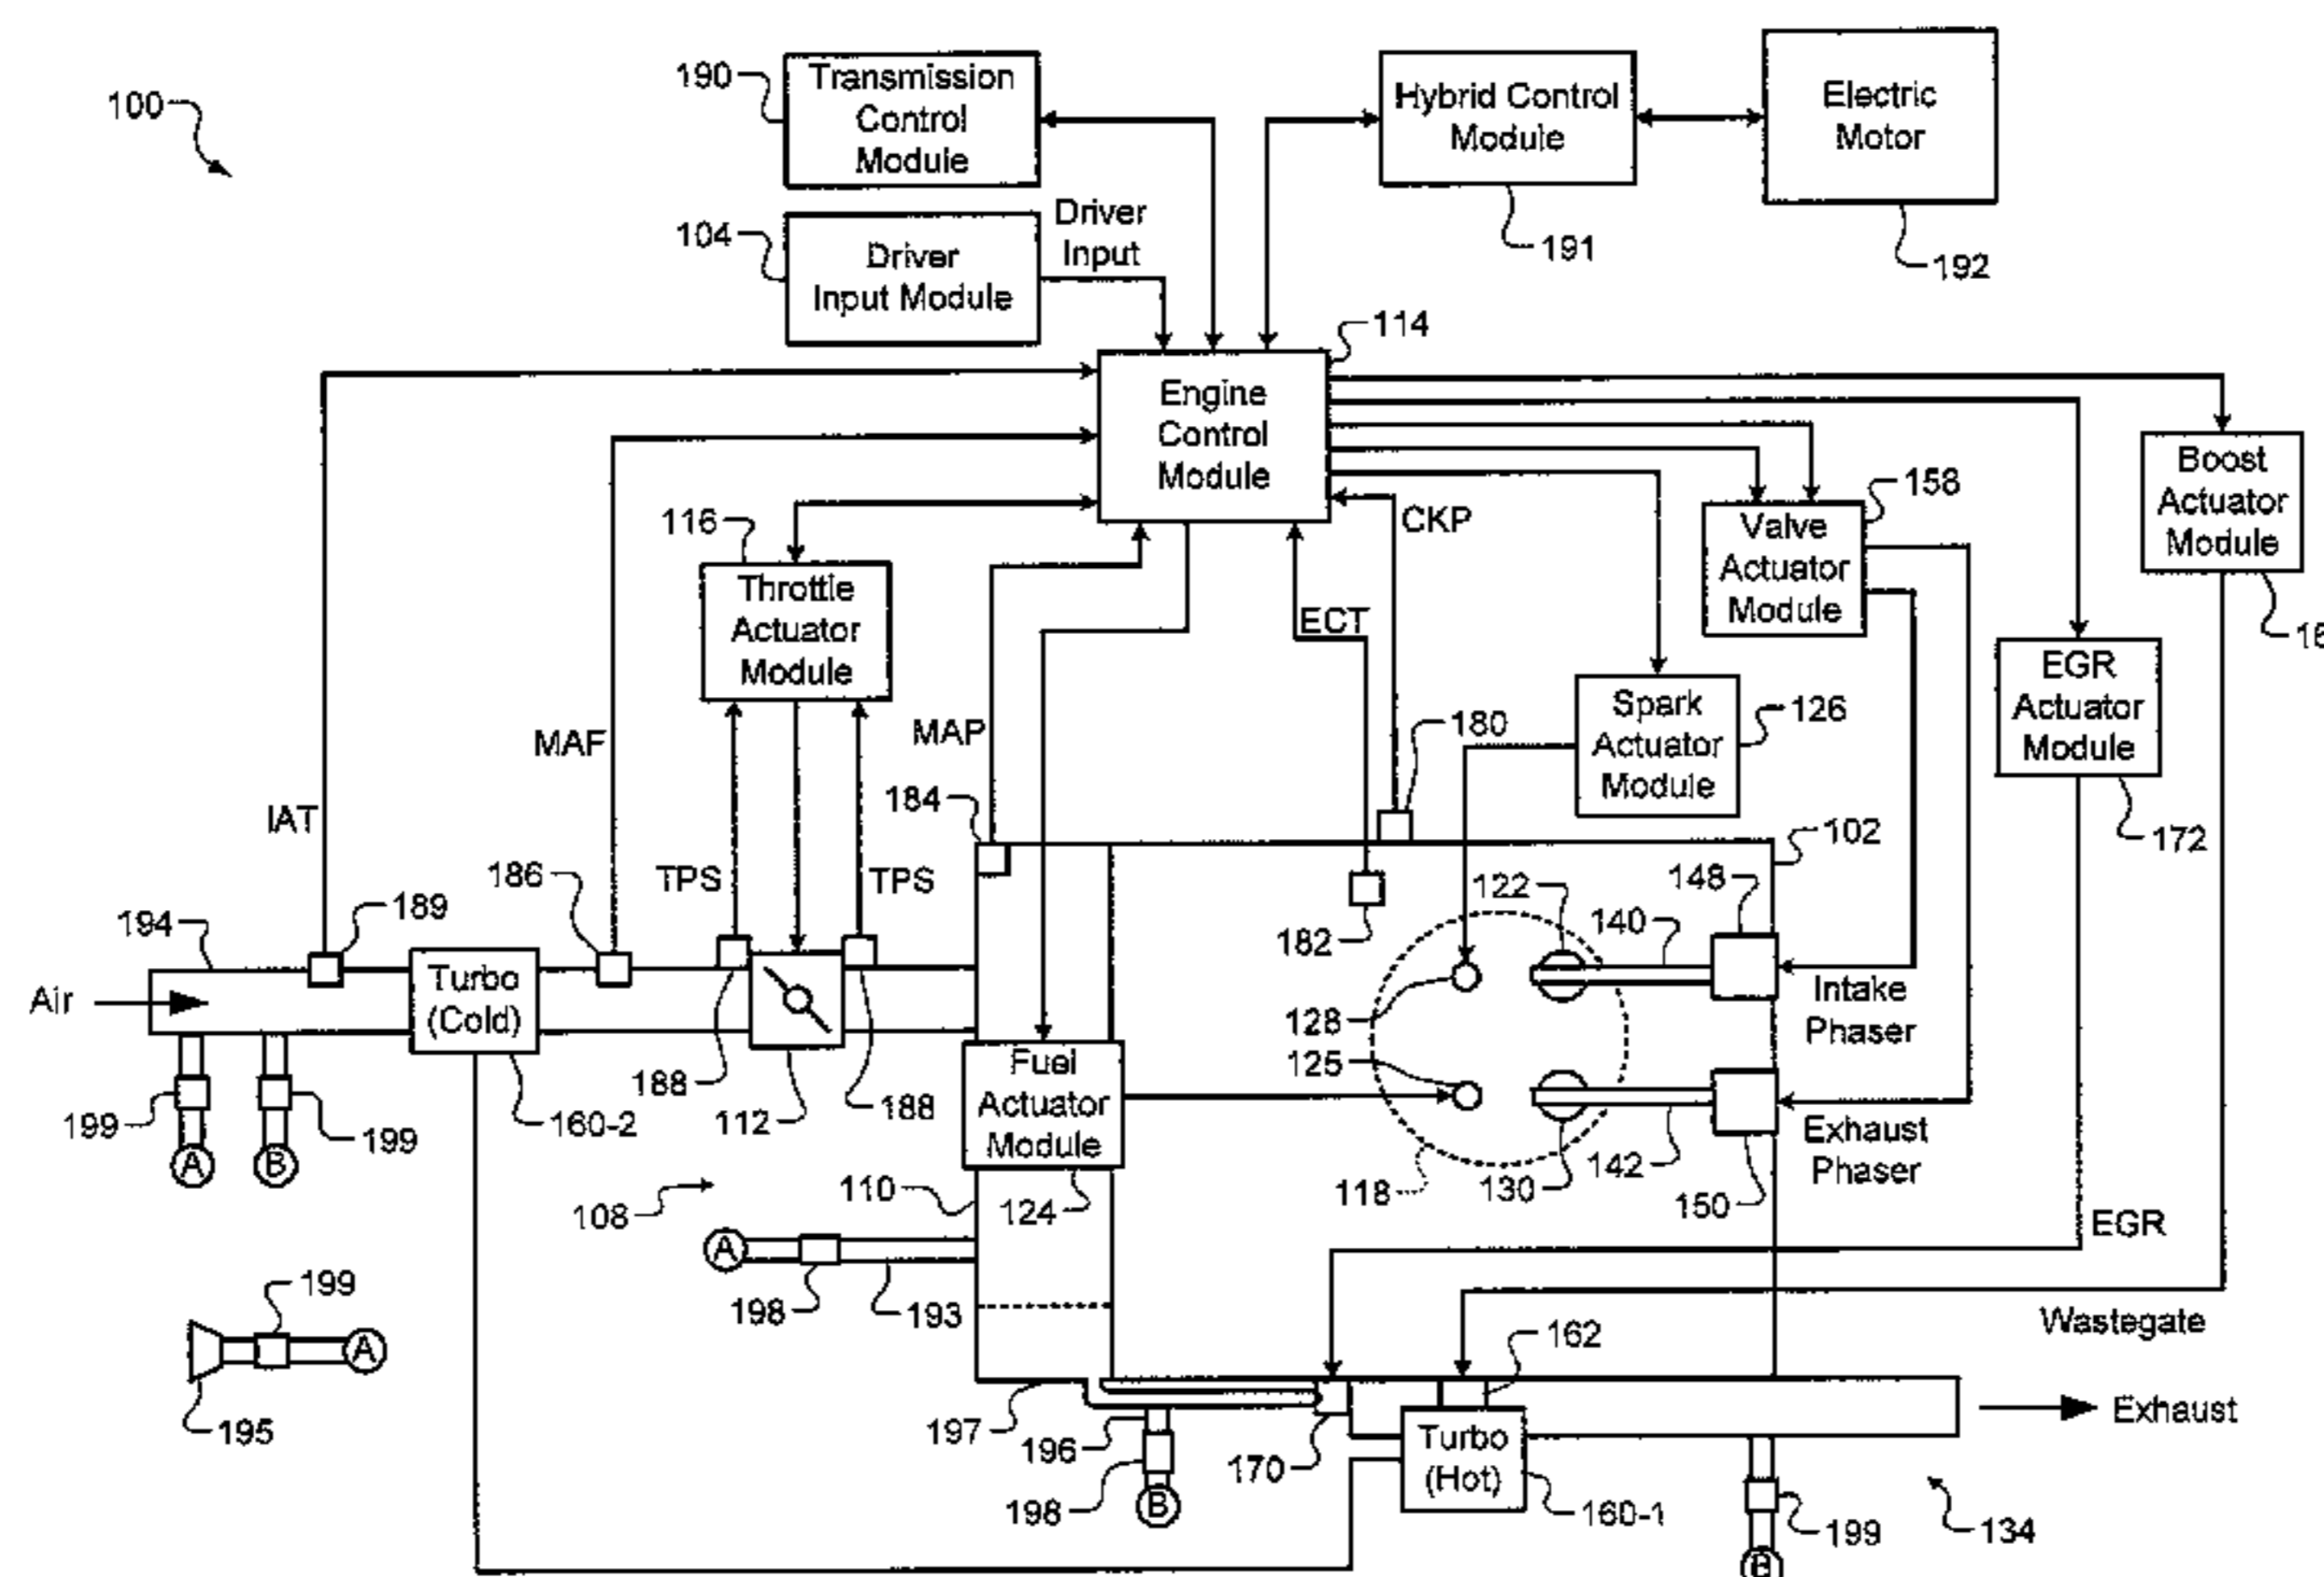 100
190
Transmission
Control
Module
Hybrid Control
Module
191
Electric
Motor
192
104
Driver
Input Module
Driver
Input
114
Engine
Control
Module
116
Throttle
Actuator
Module
CKP
ECT
158
Valve
Actuator
Module
Boost
Actuator
Module
EGR
Actuator
Module
172
Spark
Actuator
Module
126
IAT
MAF
MAP
TPS
TPS
180
184
182
102
194
189
186
Air
Turbo
(Cold)
160-2
188
112
188
199
199
A
B
122
140
148
128
125
Intake
Phaser
Fuel
Actuator
Module
124
118
130
142
150
Exhaust
Phaser
108
110
A
198
193
EGR
Wastegate
199
A
195
197
196
198
B
170
162
Turbo
(Hot)
160-1
Exhaust
199
B
134